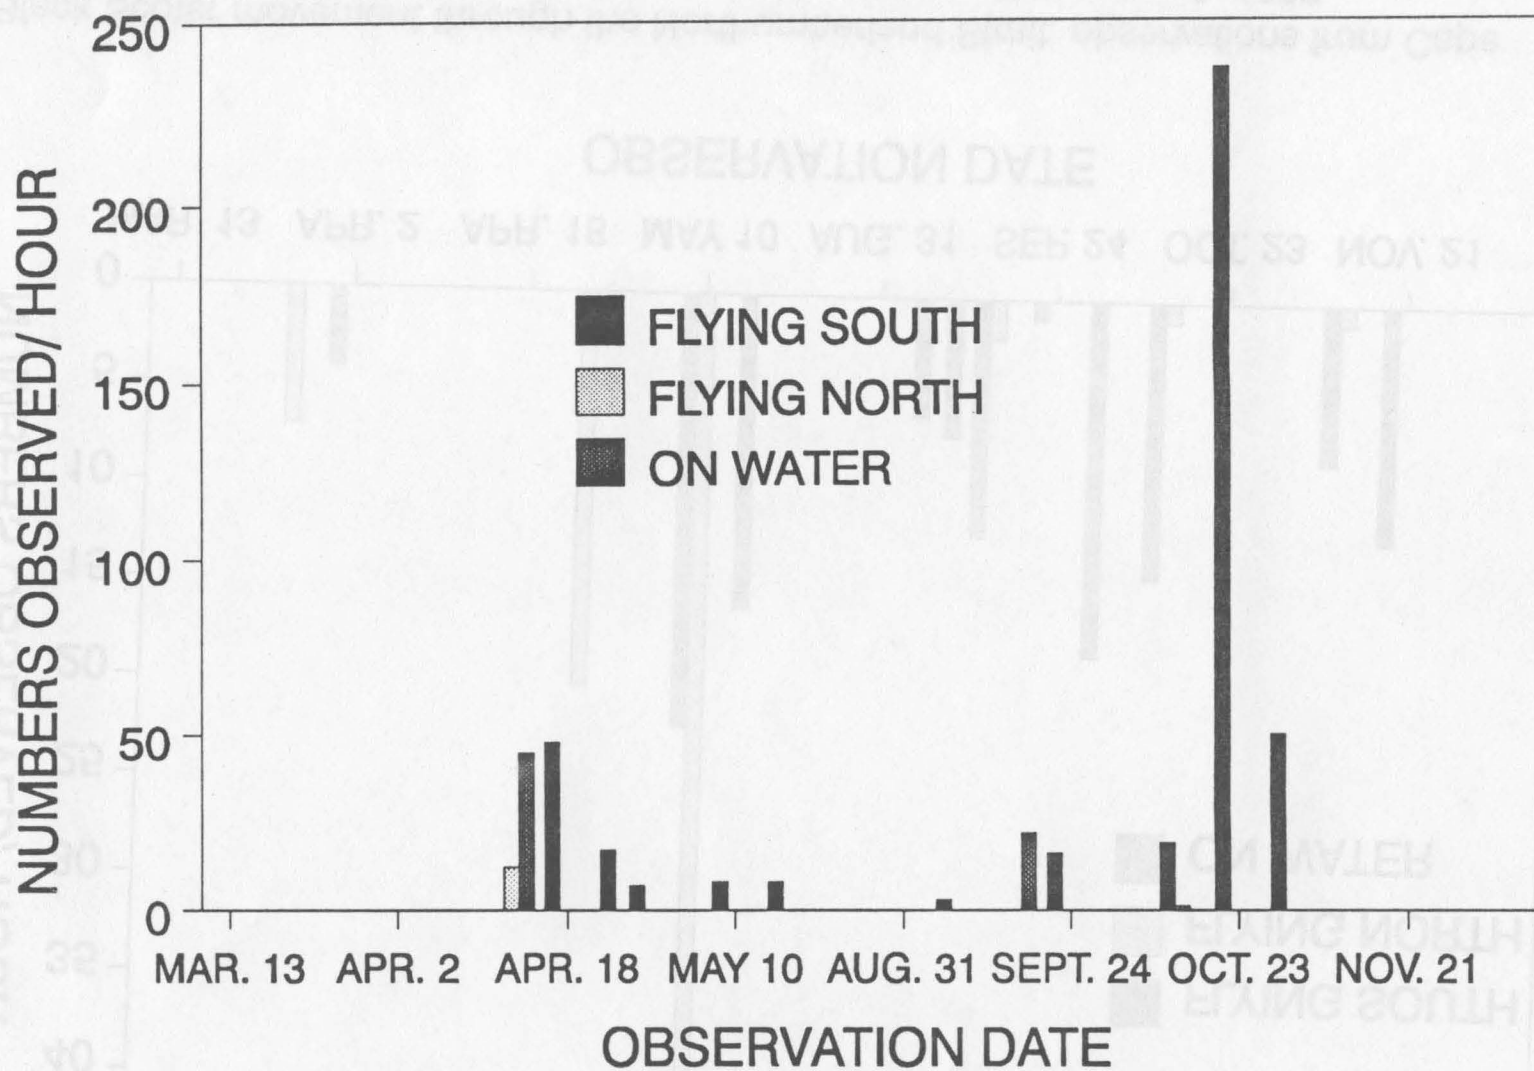 250
200
150
100
50
0
NUMBERS OBSERVED/ HOUR
FLYING SOUTH
FLYING NORTH
ON WATER
MAR. 13 APR. 2 APR. 18 MAY 10 AUG. 31 SEPT. 24 OCT. 23 NOV. 21
OBSERVATION DATE